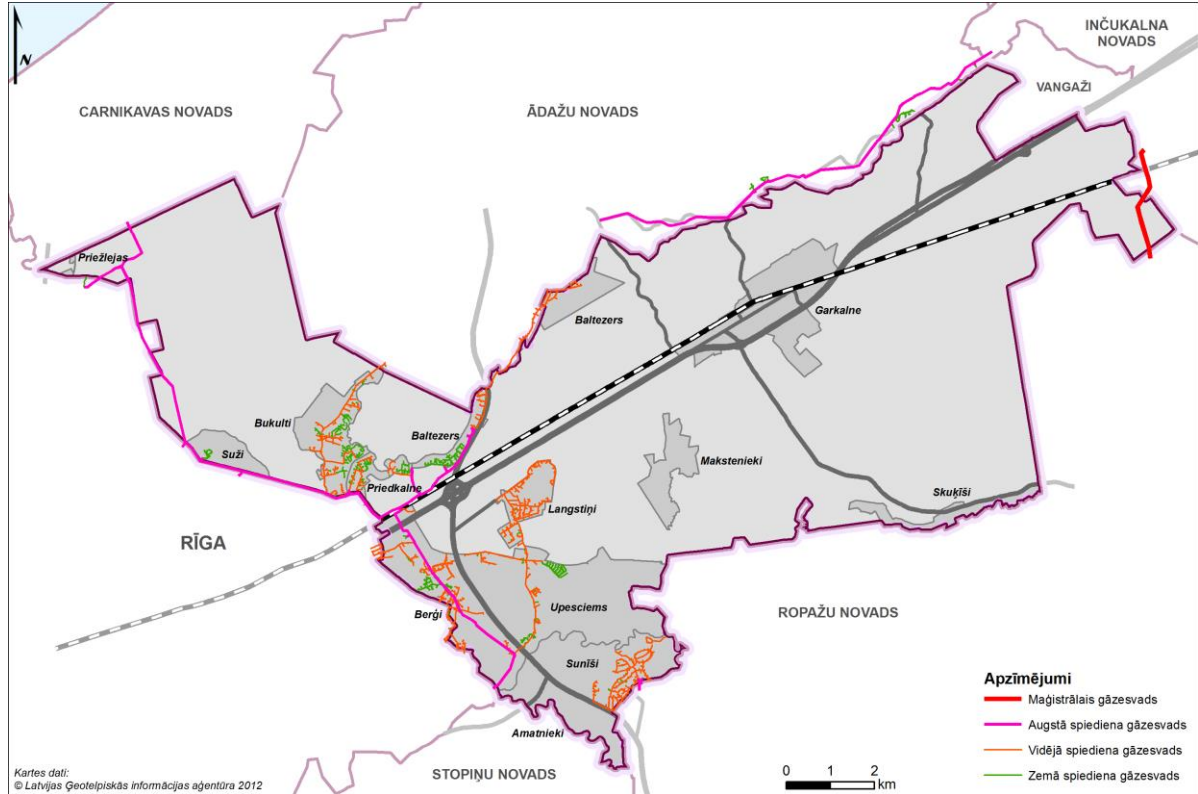 INČUKALNA
NOVADS
N
VANGAŽI
CARNIKAVAS NOVADS
ĀDAŽU NOVADS
Priežlejas
Baltezers
Garkalne
Bukulti
Baltezers
Suži
Makstenieki
Priedkalne
Skuķīši
Langstiņi
RĪGA
Upesciems
Berģi
ROPAŽU NOVADS
Sunīši
Amatnieki
STOPIŅU NOVADS
Apzīmējumi
Maģistrālais gāzesvads
Augstā spiediena gāzesvads
Vidējā spiediena gāzesvads
Zemā spiediena gāzesvads
0 1 2
km
Kartes dati:
© Latvijas Ģeotelpiskās informācijas aģentūra 2012